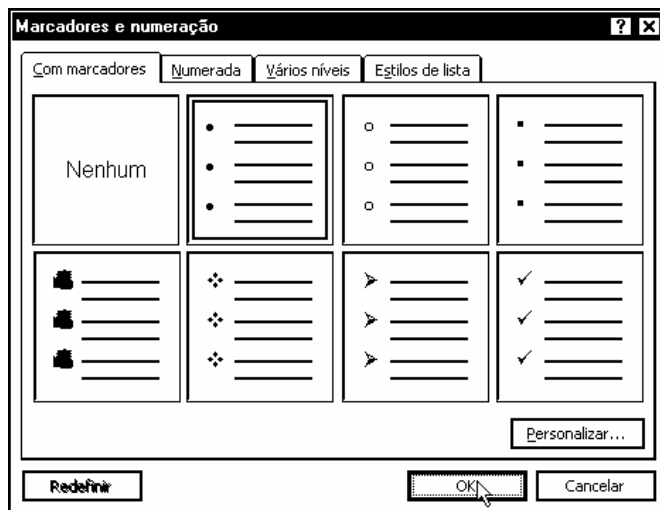 Marcadores e numeração
Com marcadores Numerada Vários níveis Estilos de lista
Nenhum
Personalizar...
Redefinir OK Cancelar